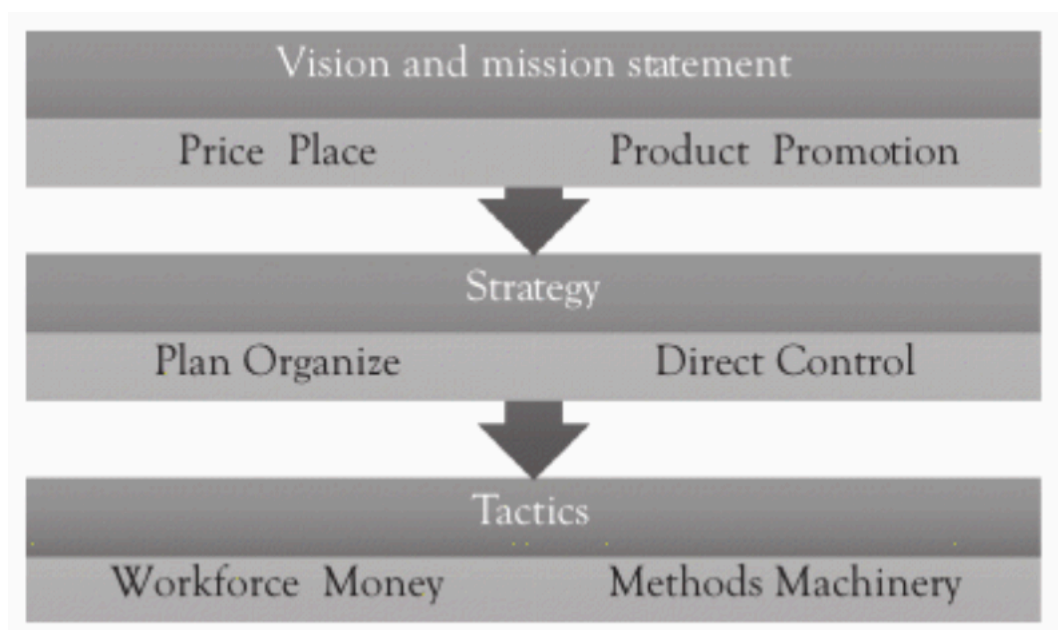 Vision and mission statement
Price Place Product Promotion
Strategy
Plan Organize Direct Control
Tactics
Workforce Money Methods Machinery